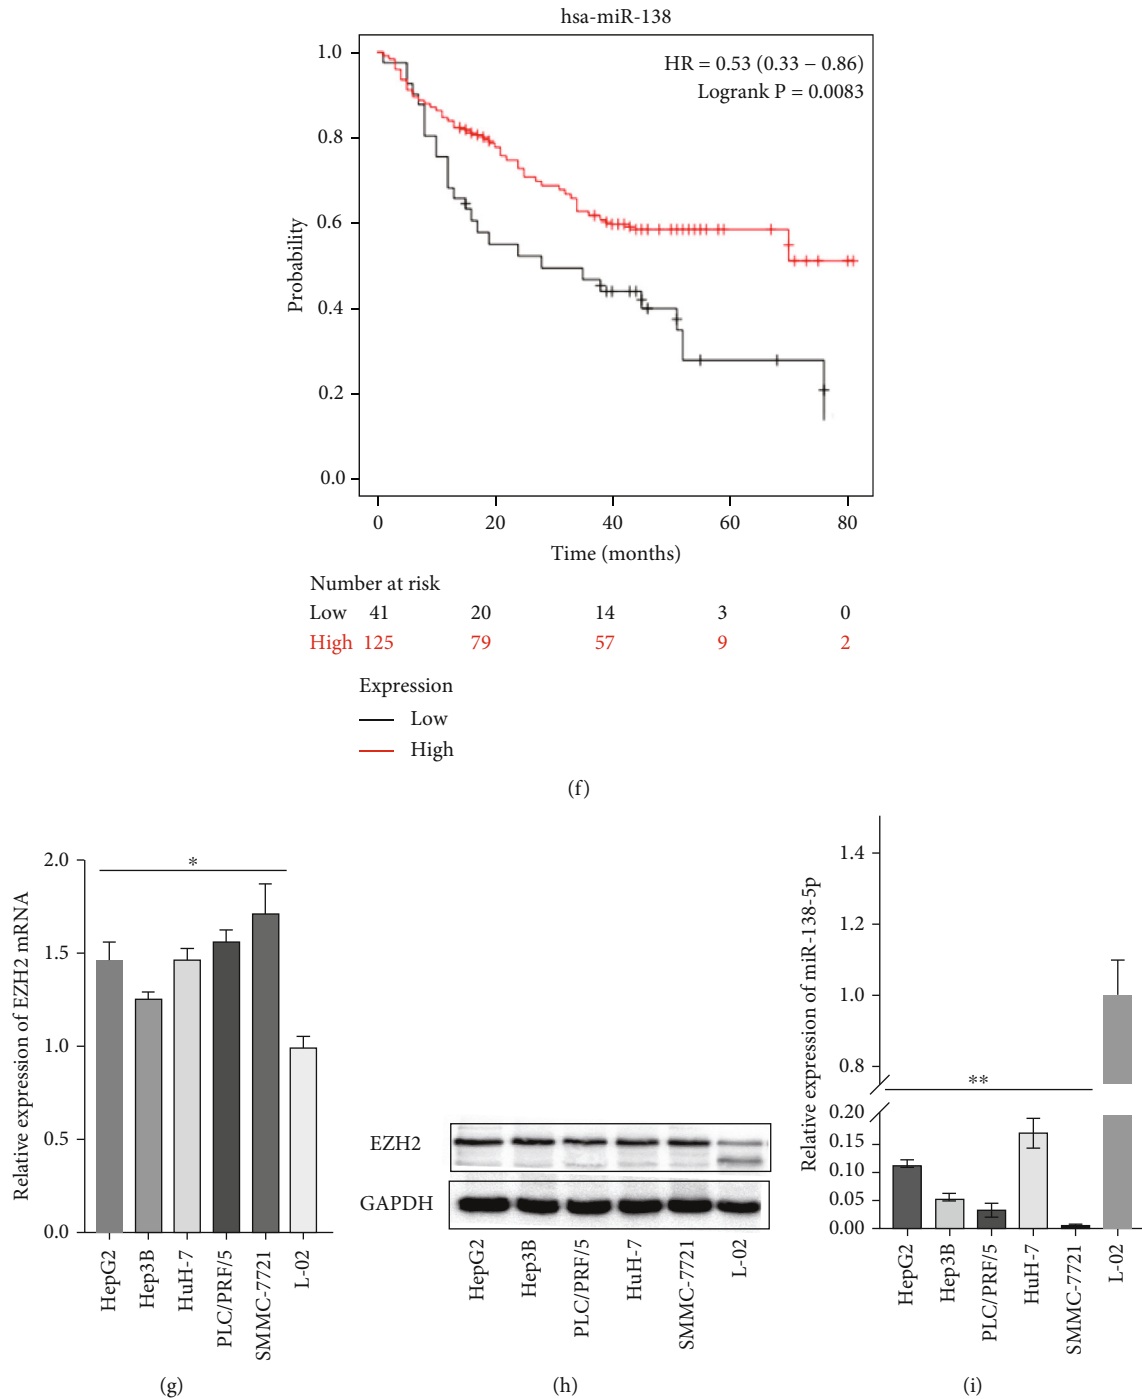 hsa-miR-138
HR = 0.53 (0.33 − 0.86)
Logrank P = 0.0083
1.0
0.8
0.6
0.4
0.2
0.0
Probability
0 20 40 60 80
Time (months)
Number at risk
Low 41 20 14 3 0
High 125 79 57 9 2
Expression
Low
High
(f)
Relative expression of EZH2 mRNA
2.0
1.5
1.0
0.5
0.0
*
HepG2
Hep3B
HuH-7
PLC/PRF/5
SMMC-7721
L-02
(g)
EZH2
GAPDH
HepG2
Hep3B
PLC/PRF/5
HuH-7
SMMC-7721
L-02
(h)
Relative expression of miR-138-5p
1.4
1.2
1.0
0.8
0.20
0.15
0.10
0.05
0.00
**
HepG2
Hep3B
PLC/PRF/5
HuH-7
SMMC-7721
L-02
(i)